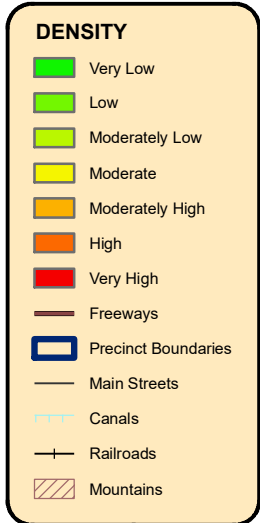 DENSITY
Very Low
Low
Moderately Low
Moderate
Moderately High
High
Very High
Freeways
Precinct Boundaries
Main Streets
Canals
Railroads
Mountains